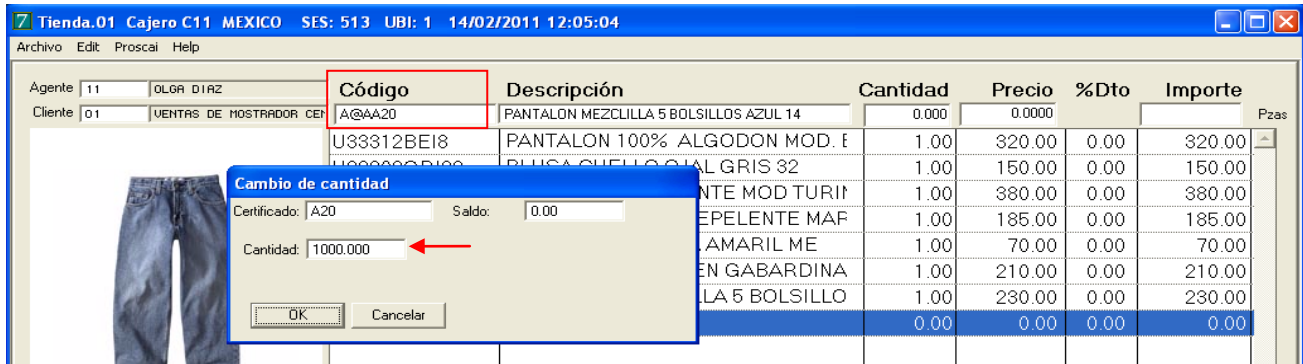 7 Tienda.01 Cajero C11 MEXICO SES: 513 UBI: 1 14/02/2011 12:05:04
Archivo Edit Proscai Help
Agente 11 OLGA DIAZ Código Descripción Cantidad Precio %Dto Importe
Cliente 01 VENTAS DE MOSTRADOR CEN A@AA20 PANTALON MEZCLILLA 5 BOLSILLOS AZUL 14 0.000 0.0000 Pzas
U33312BEI8 PANTALON 100% ALGODON MOD. 1.00 320.00 0.00 320.00
BLUSA CUELLO OJAL GRIS 32 1.00 150.00 0.00 150.00
Cambio de cantidad
NTE MOD 1.00 380.00 0.00 380.00
Certificado: A20 Saldo: 0.00
EPELENTE MAR 1.00 185.00 0.00 185.00
Cantidad: 1000.000
AMARIL ME 1.00 70.00 0.00 70.00
EN GABARDINA 1.00 210.00 0.00 210.00
LLA 5 BOLSILLO 1.00 230.00 0.00 230.00
OK Cancelar
0.00 0.00 0.00 0.00